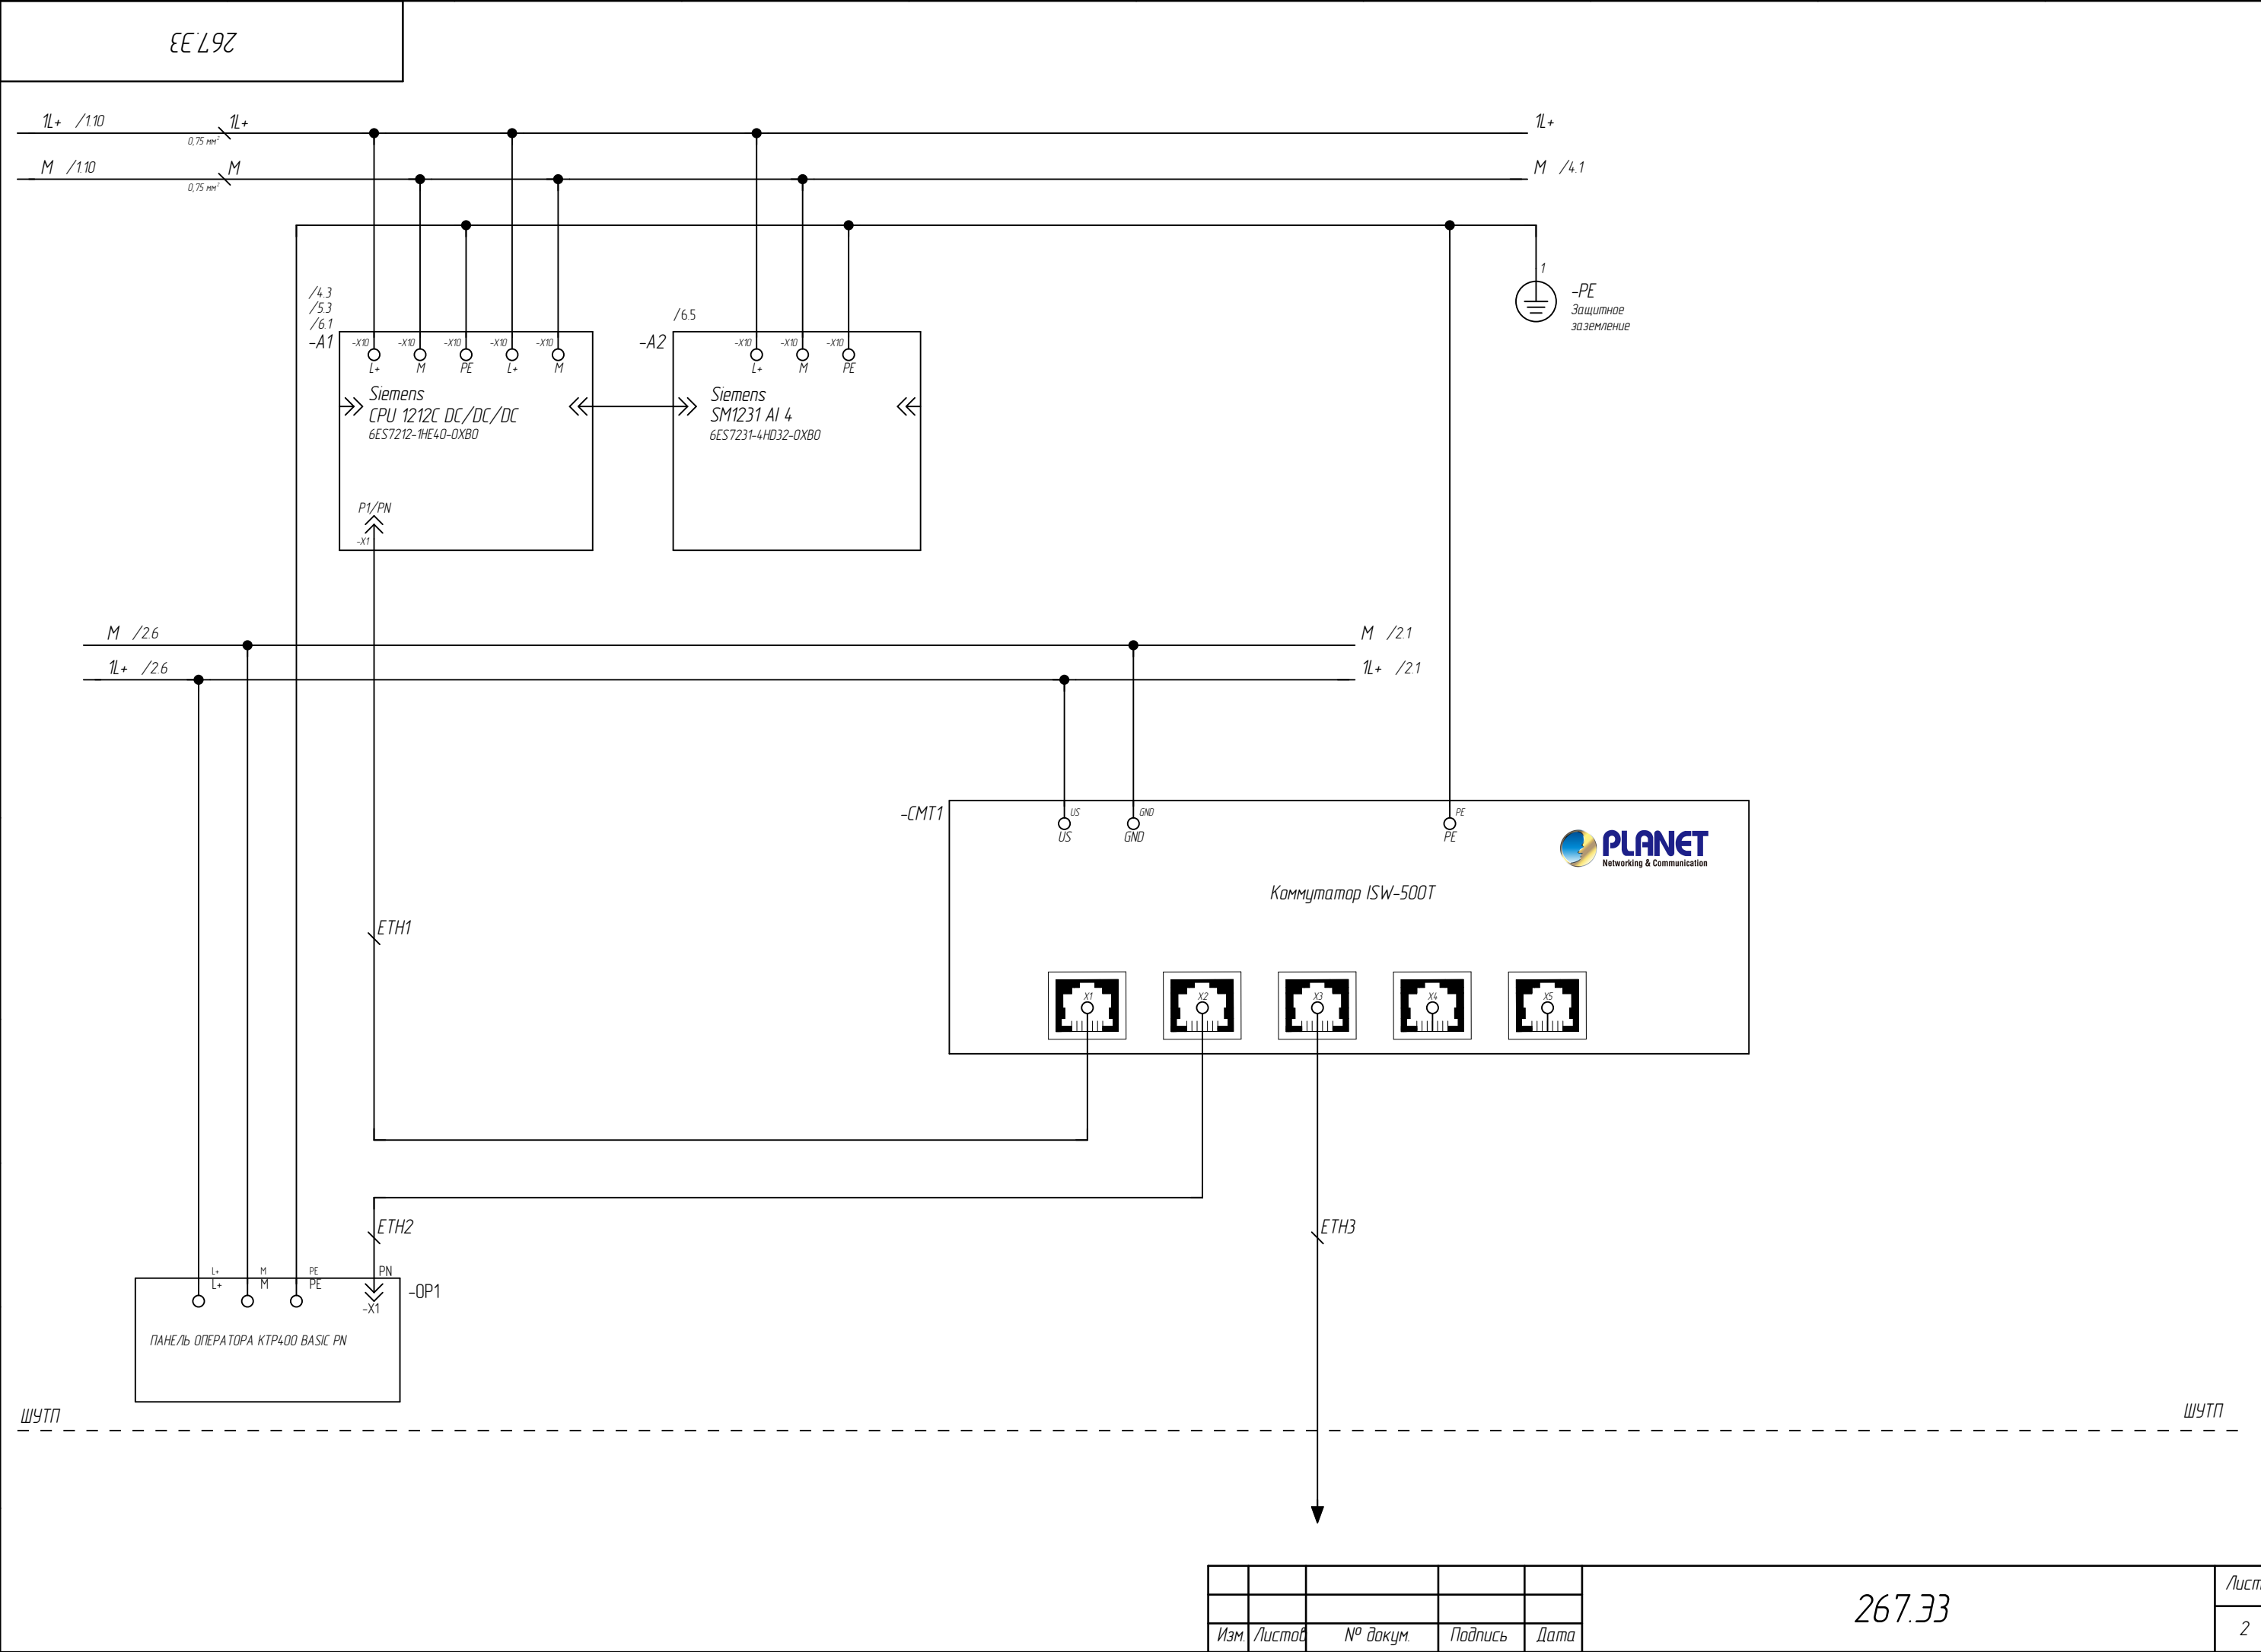 267.ЭЗ
1L+ /1.10 1L+ 1L+
0,75 мм²
M /1.10 M M /4.1
0,75 мм²
1
-PE
Защитное
заземление
/4.3
/5.3
/6.1
-A1
-X10 -X10 -X10 -X10 -X10
L+ M PE L+ M
Siemens
CPU 1212C DC/DC/DC
6ES7212-1HE40-0XB0
P1/PN
-X1
/6.5
-A2
-X10 -X10 -X10
L+ M PE
Siemens
SM1231 AI 4
6ES7231-4HD32-0XB0
M /2.6 M /2.1
1L+ /2.6 1L+ /2.1
-CMT1
US GND PE
US GND PE
PLANET
Networking & Communication
Коммутатор ISW-500T
X1 X2 X3 X4 X5
ETH1
ETH2 ETH3
L+ M PE PN
L+ M PE
-X1
-OP1
ПАНЕЛЬ ОПЕРАТОРА KTP400 BASIC PN
ШУТП ШУТП
267.ЭЗ
Лист
2
Изм. Листов № докум. Подпись Дата